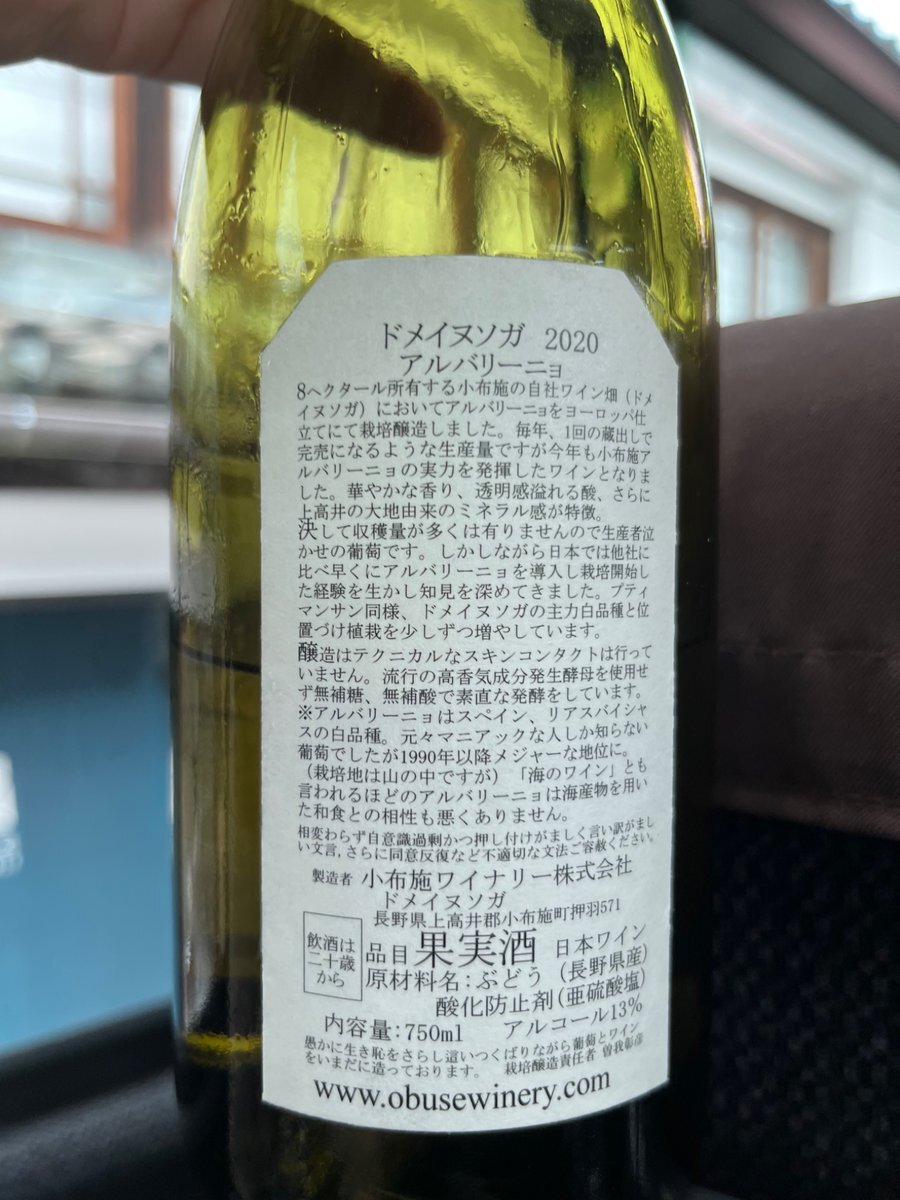 ドメイヌソガ 2020
アルバリーニョ
8ヘクタール所有する小布施の自社ワイン畑（ドメ
イヌソガ）においてアルバリーニョをヨーロッパ仕
立てにて栽培醸造しました。毎年、1回の蔵出しで
完売になるような生産量ですが今年も小布施ア
ルバリーニョの実力を発揮したワインとなりま
した。華やかな香り、透明感溢れる酸、さらに
上高井の大地由来のミネラル感が特徴。
決して収穫量が多くは有りませんので生産者泣
かせの葡萄です。しかしながら日本では他社に
比べ早くにアルバリーニョを導入し栽培開始し
た経験を生かし知見を深めてきました。プティ
マンサン同様、ドメイヌソガの主力白品種と位
置づけ植栽を少しずつ増やしています。
醸造はテクニカルなスキンコンタクトは行って
いません。流行の高香気成分発生酵母を使用せ
ず無補糖、無補酸で素直な発酵をしています。
※アルバリーニョはスペイン、リアスバイシャ
スの白品種。元々マニアックな人しか知らない
葡萄でしたが1990年以降メジャーな地位に。
（栽培地は山の中ですが）「海のワイン」とも
言われるほどのアルバリーニョは海産物を用い
た和食との相性も悪くありません。
相変わらず自意識過剰かつ押し付けがましく言い訳がまし
い文言,さらに同意反復など不適切な文法ご容赦ください。
製造者 小布施ワイナリー株式会社
ドメイヌソガ
長野県上高井郡小布施町押羽571
飲酒は
二十歳
から
品目 果実酒 日本ワイン
原材料名：ぶどう（長野県産）
酸化防止剤（亜硫酸塩）
内容量：750ml アルコール13%
愚かに生き恥をさらし這いつくばりながら葡萄とワイン
をいまだに造っております。 栽培醸造責任者 曽我彰彦
www.obusewinery.com